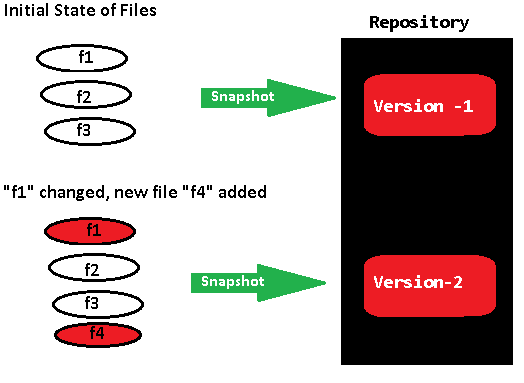 Initial State of Files
Repository
f1
f2
f3
Snapshot
Version -1
"f1" changed, new file "f4" added
f1
f2
f3
f4
Snapshot
Version-2